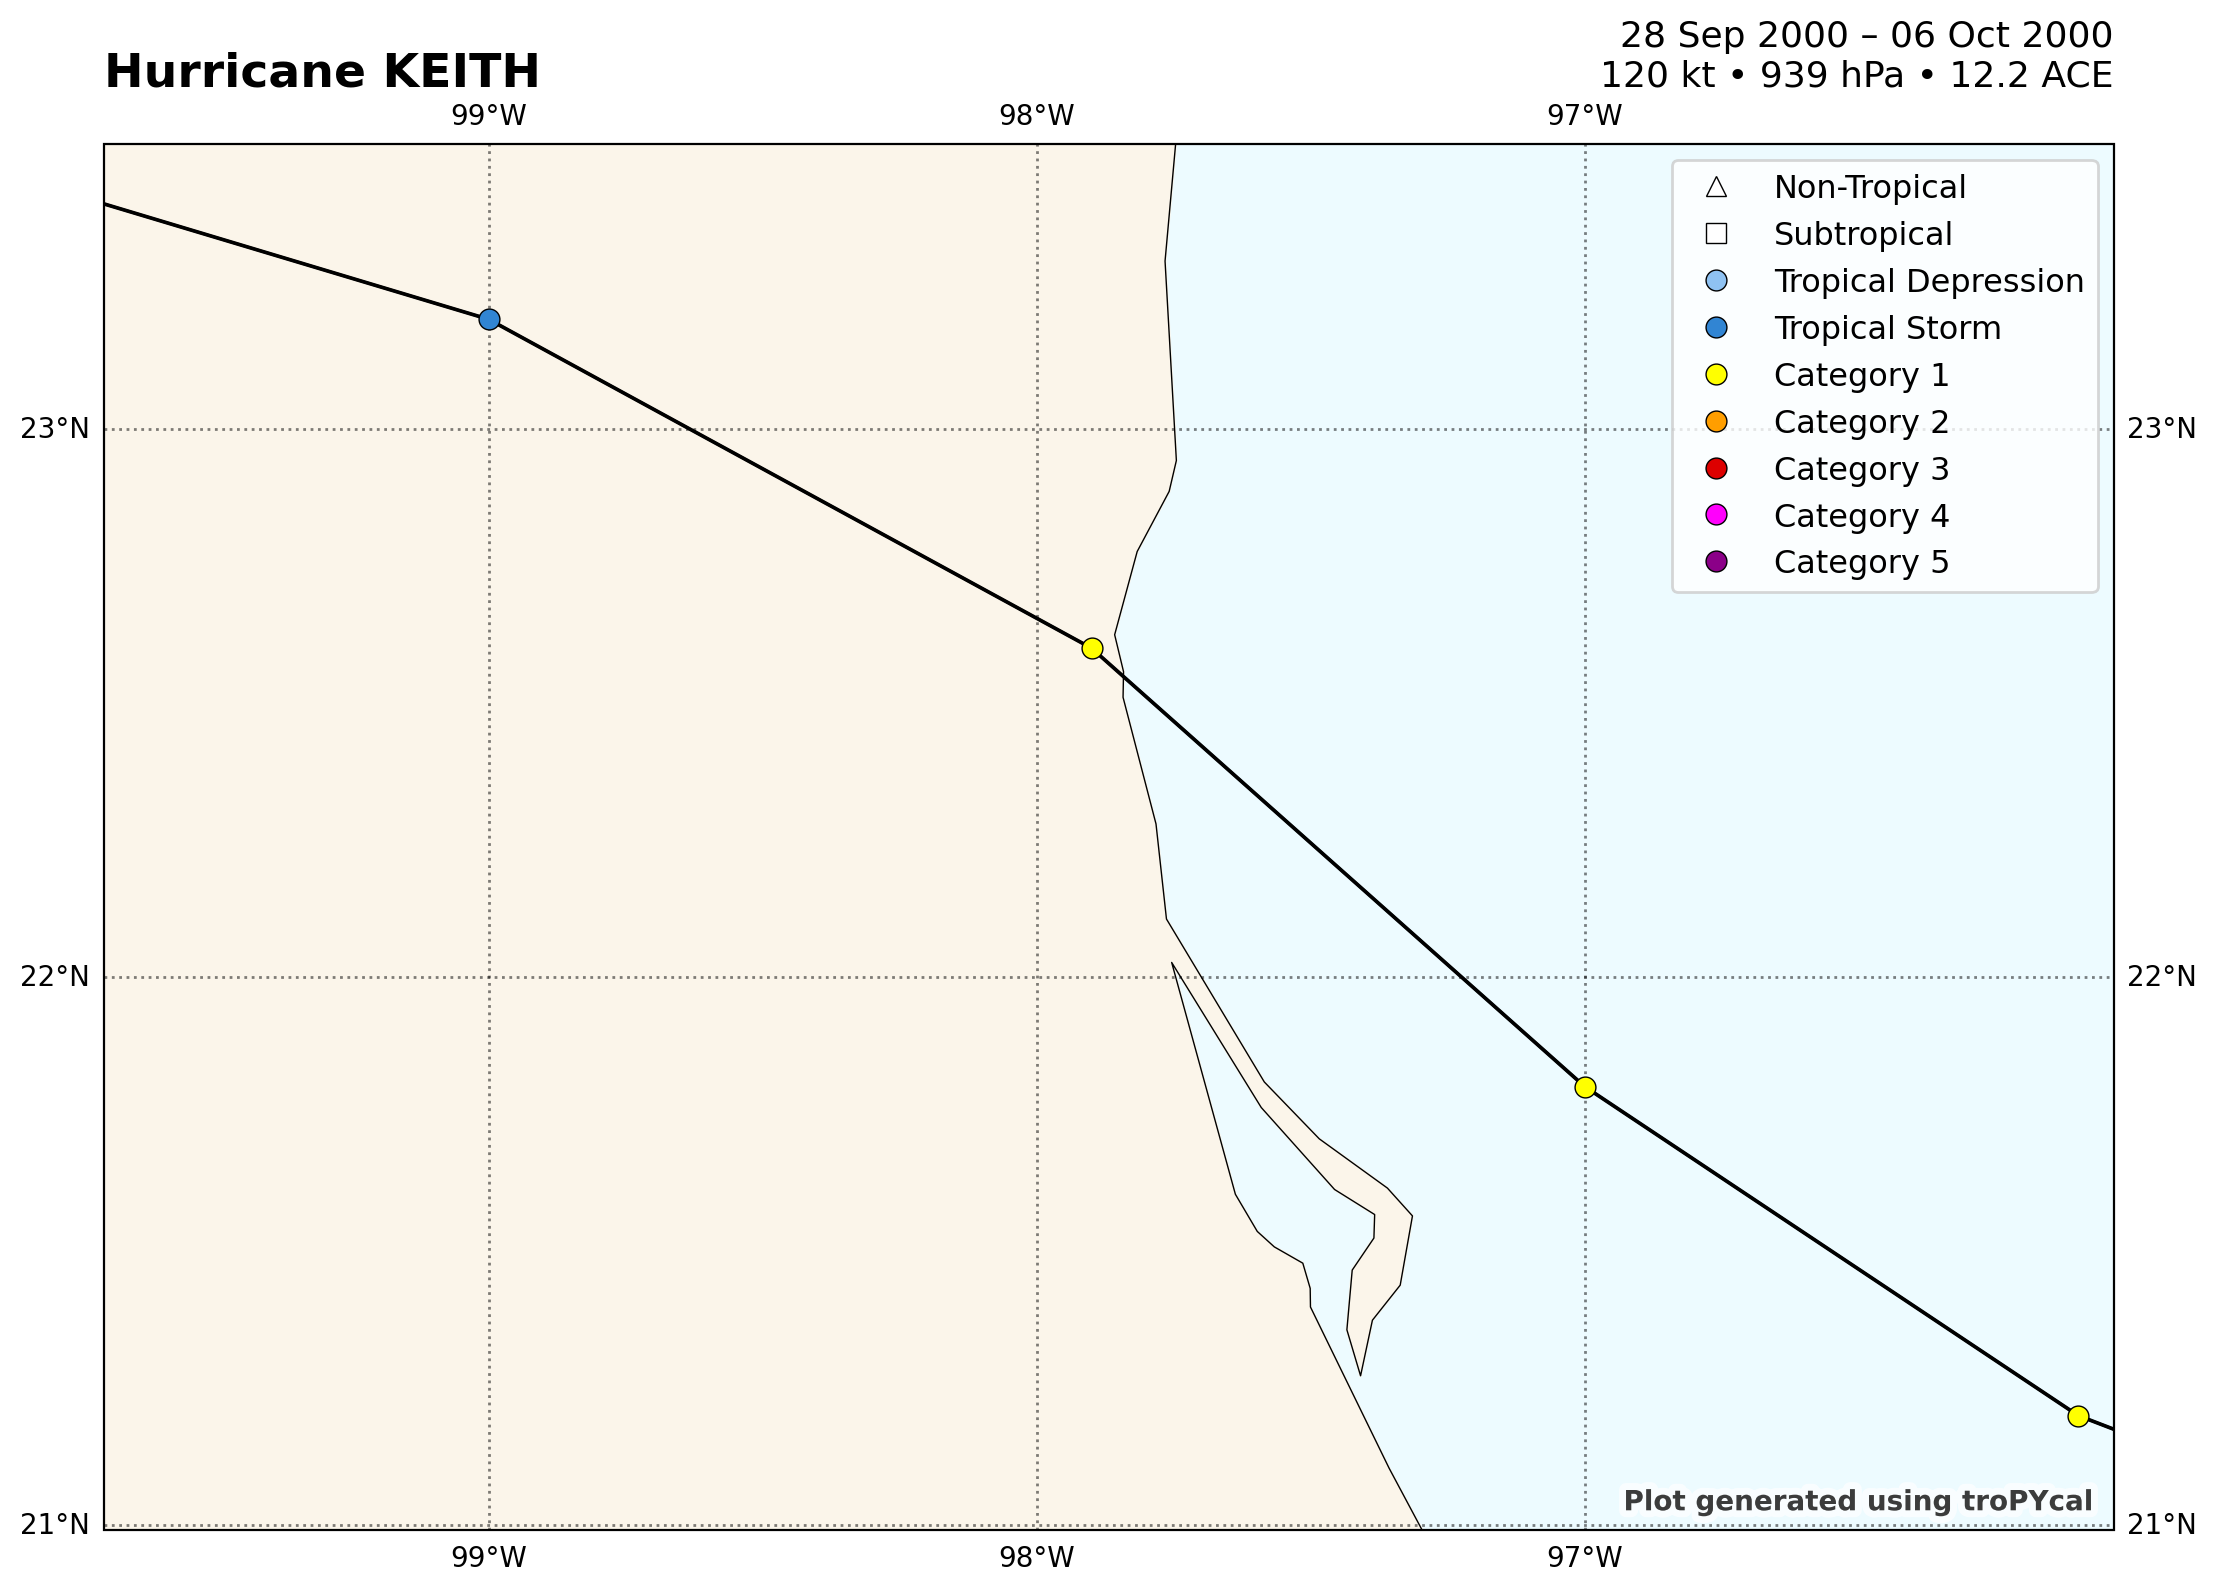 Hurricane KEITH
28 Sep 2000 – 06 Oct 2000
120 kt • 939 hPa • 12.2 ACE
99°W 98°W 97°W
Non-Tropical
Subtropical
Tropical Depression
Tropical Storm
Category 1
Category 2
Category 3
Category 4
Category 5
23°N 23°N
22°N 22°N
Plot generated using troPYcal
21°N 21°N
99°W 98°W 97°W